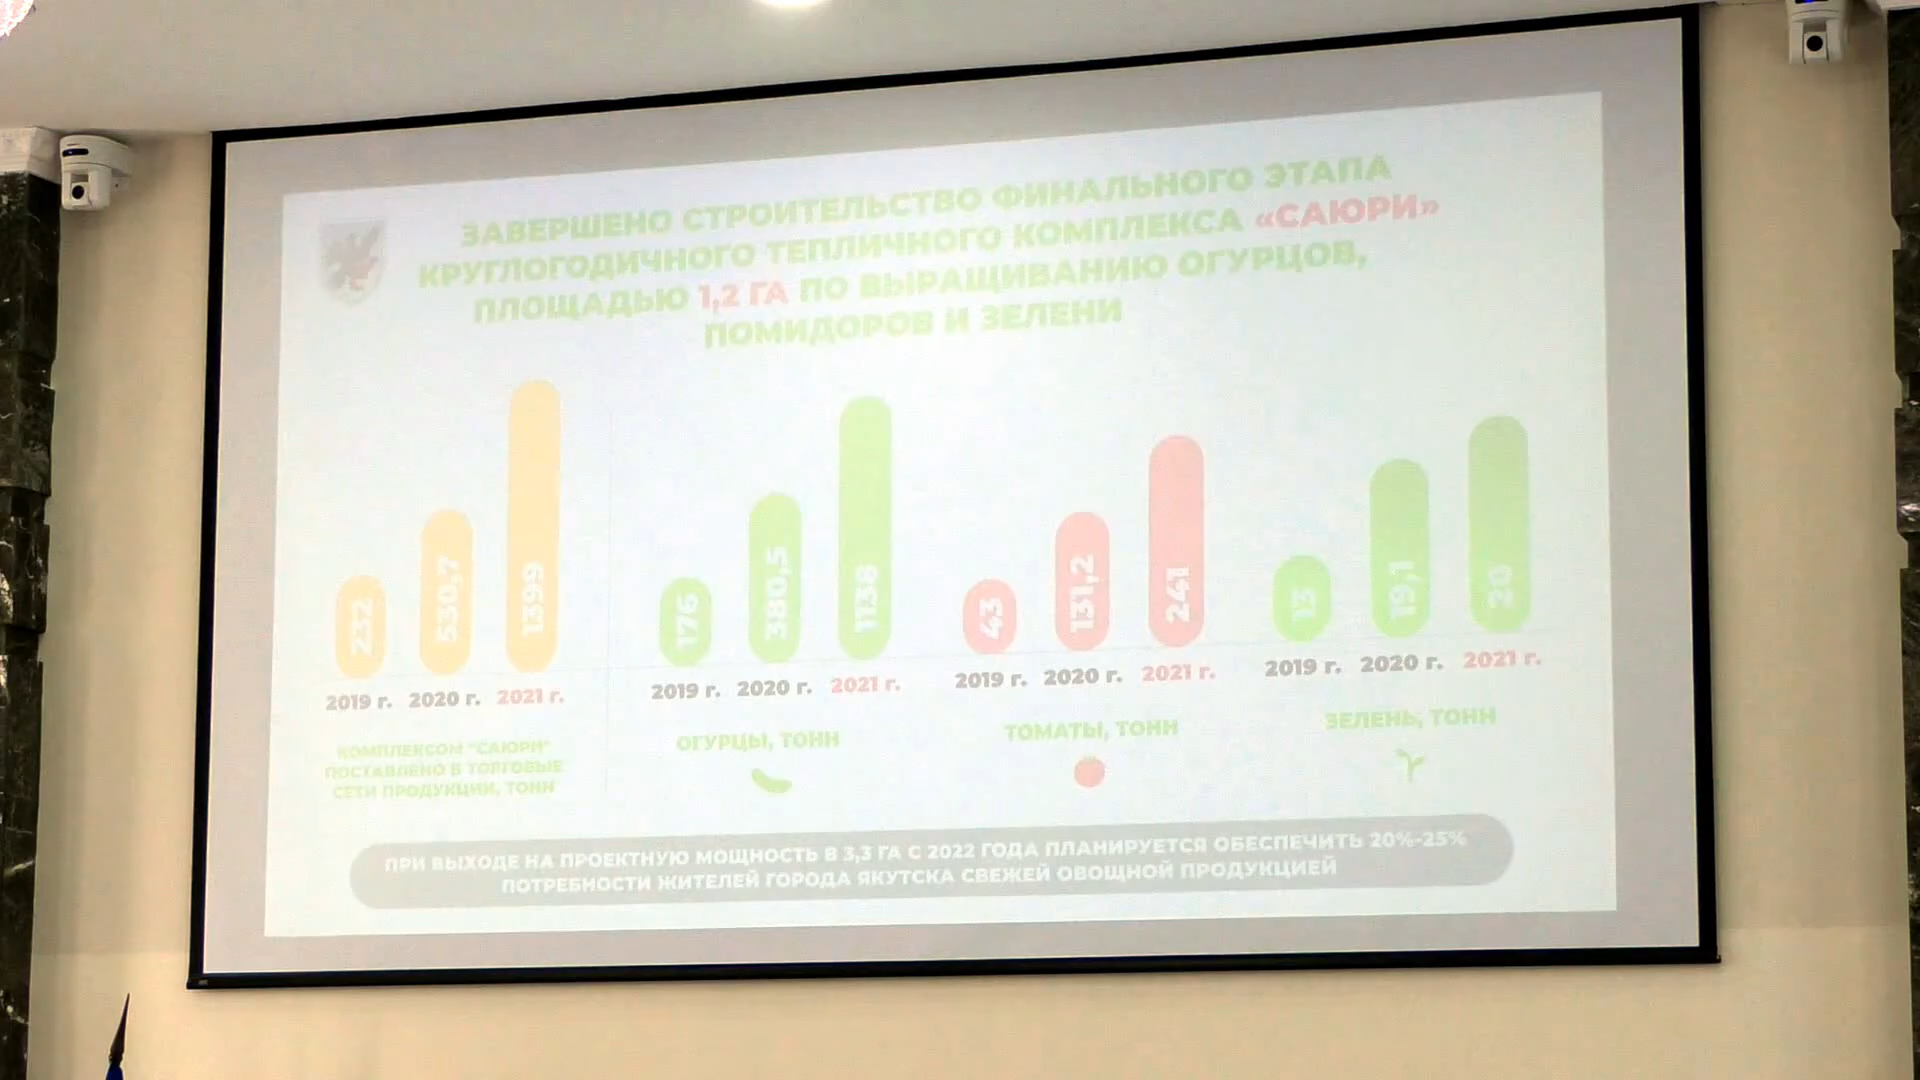 ЗАВЕРШЕНО СТРОИТЕЛЬСТВО ФИНАЛЬНОГО ЭТАПА
КРУГЛОГОДИЧНОГО ТЕПЛИЧНОГО КОМПЛЕКСА «САЮРИ»
ПЛОЩАДЬЮ 1,2 ГА ПО ВЫРАЩИВАНИЮ ОГУРЦОВ,
ПОМИДОРОВ И ЗЕЛЕНИ
232
530,7
1399
2019 г. 2020 г. 2021 г.
КОМПЛЕКСОМ "САЮРИ"
ПОСТАВЛЕНО В ТОРГОВЫЕ
СЕТИ ПРОДУКЦИИ, ТОНН
176
380,5
1138
2019 г. 2020 г. 2021 г.
ОГУРЦЫ, ТОНН
43
131,2
241
2019 г. 2020 г. 2021 г.
ТОМАТЫ, ТОНН
13
19,1
20
2019 г. 2020 г. 2021 г.
ЗЕЛЕНЬ, ТОНН
ПРИ ВЫХОДЕ НА ПРОЕКТНУЮ МОЩНОСТЬ В 3,3 ГА С 2022 ГОДА ПЛАНИРУЕТСЯ ОБЕСПЕЧИТЬ 20%-25%
ПОТРЕБНОСТИ ЖИТЕЛЕЙ ГОРОДА ЯКУТСКА СВЕЖЕЙ ОВОЩНОЙ ПРОДУКЦИЕЙ